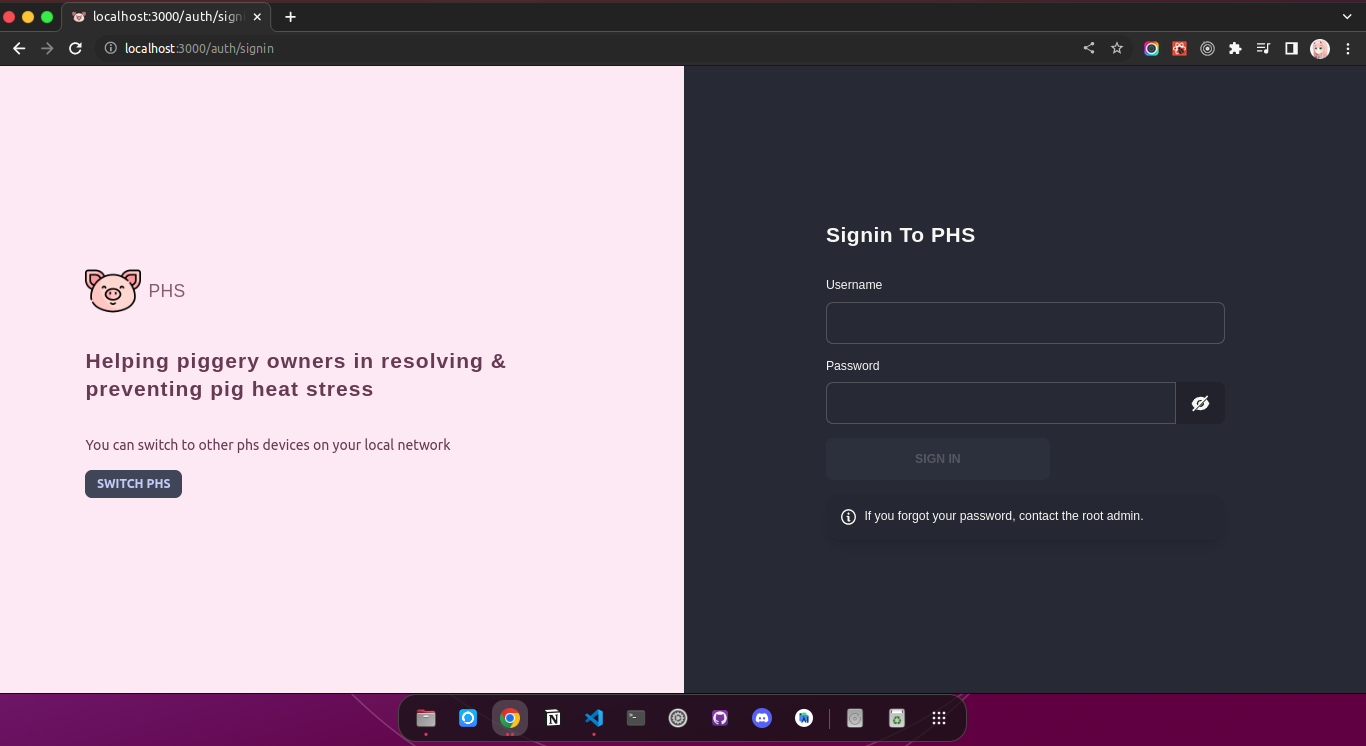 localhost:3000/auth/sign
localhost:3000/auth/signin
PHS
Helping piggery owners in resolving &
preventing pig heat stress
You can switch to other phs devices on your local network
SWITCH PHS
Signin To PHS
Username
Password
SIGN IN
If you forgot your password, contact the root admin.